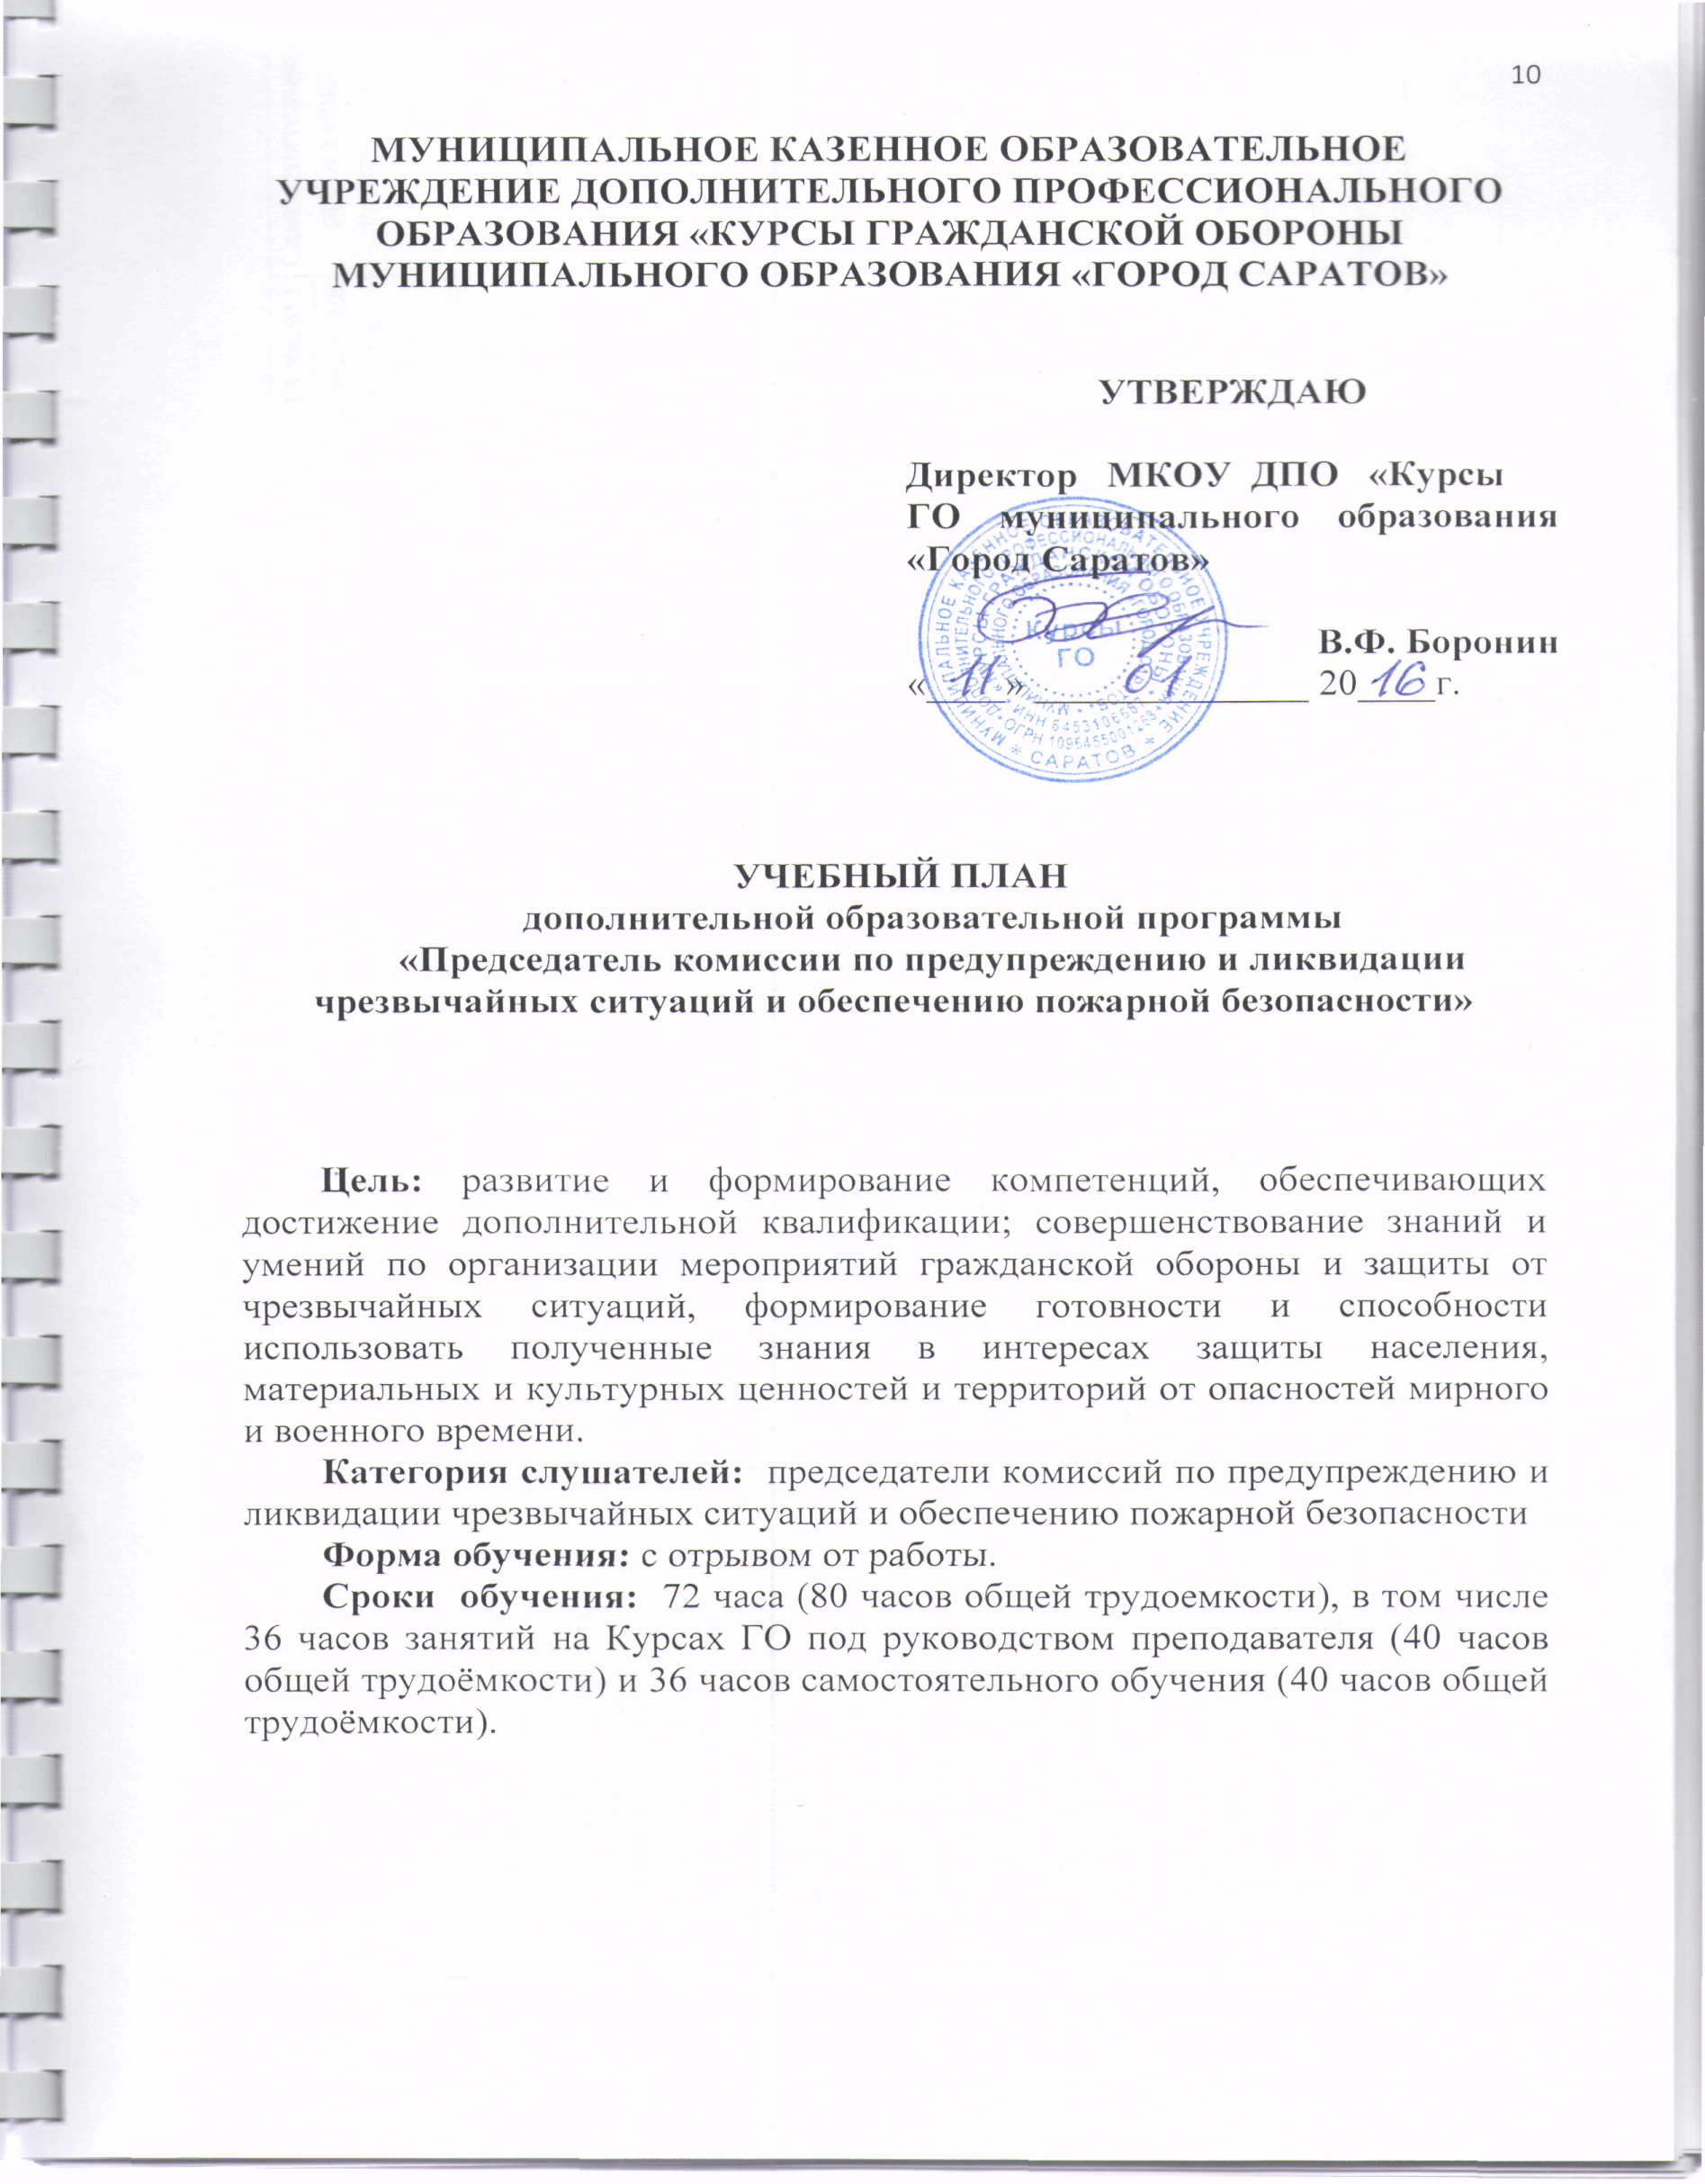 10
МУНИЦИПАЛЬНОЕ КАЗЕННОЕ ОБРАЗОВАТЕЛЬНОЕ
УЧРЕЖДЕНИЕ ДОПОЛНИТЕЛЬНОГО ПРОФЕССИОНАЛЬНОГО
ОБРАЗОВАНИЯ «КУРСЫ ГРАЖДАНСКОЙ ОБОРОНЫ
МУНИЦИПАЛЬНОГО ОБРАЗОВАНИЯ «ГОРОД САРАТОВ»
УТВЕРЖДАЮ
Директор МКОУ ДПО «Курсы
ГО муниципального образования
«Город Саратов»
Курсы
ГО
САРАТОВ
В.Ф. Боронин
«11» 01 2016 г.
УЧЕБНЫЙ ПЛАН
дополнительной образовательной программы
«Председатель комиссии по предупреждению и ликвидации
чрезвычайных ситуаций и обеспечению пожарной безопасности»
Цель: развитие и формирование компетенций, обеспечивающих
достижение дополнительной квалификации; совершенствование знаний и
умений по организации мероприятий гражданской обороны и защиты от
чрезвычайных ситуаций, формирование готовности и способности
использовать полученные знания в интересах защиты населения,
материальных и культурных ценностей и территорий от опасностей мирного
и военного времени.
Категория слушателей: председатели комиссий по предупреждению и
ликвидации чрезвычайных ситуаций и обеспечению пожарной безопасности
Форма обучения: с отрывом от работы.
Сроки обучения: 72 часа (80 часов общей трудоемкости), в том числе
36 часов занятий на Курсах ГО под руководством преподавателя (40 часов
общей трудоёмкости) и 36 часов самостоятельного обучения (40 часов общей
трудоёмкости).